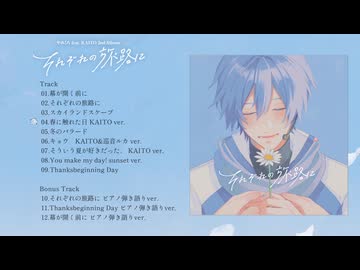 ゆめこん feat. KAITO 2nd Album
それぞれの旅路に
Track
01.幕が開く前に
02.それぞれの旅路に
03.スカイランドスケープ
04.春に触れた日 KAITO ver.
05.冬のバラード
06.キョウ KAITO&巡音ルカ ver.
07.そういう夏が好きだった。 KAITO ver.
08.You make my day! sunset ver.
09.Thanksbeginning Day
Bonus Track
10.それぞれの旅路に ピアノ弾き語りver.
11.Thanksbeginning Day ピアノ弾き語りver.
12.幕が開く前に ピアノ弾き語りver.
それぞれの旅路に